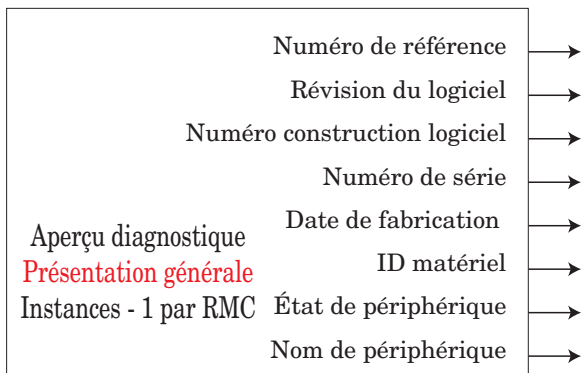 Numéro de référence
Révision du logiciel
Numéro construction logiciel
Numéro de série
Date de fabrication
ID matériel
État de périphérique
Nom de périphérique
Aperçu diagnostique
Présentation générale
Instances - 1 par RMC